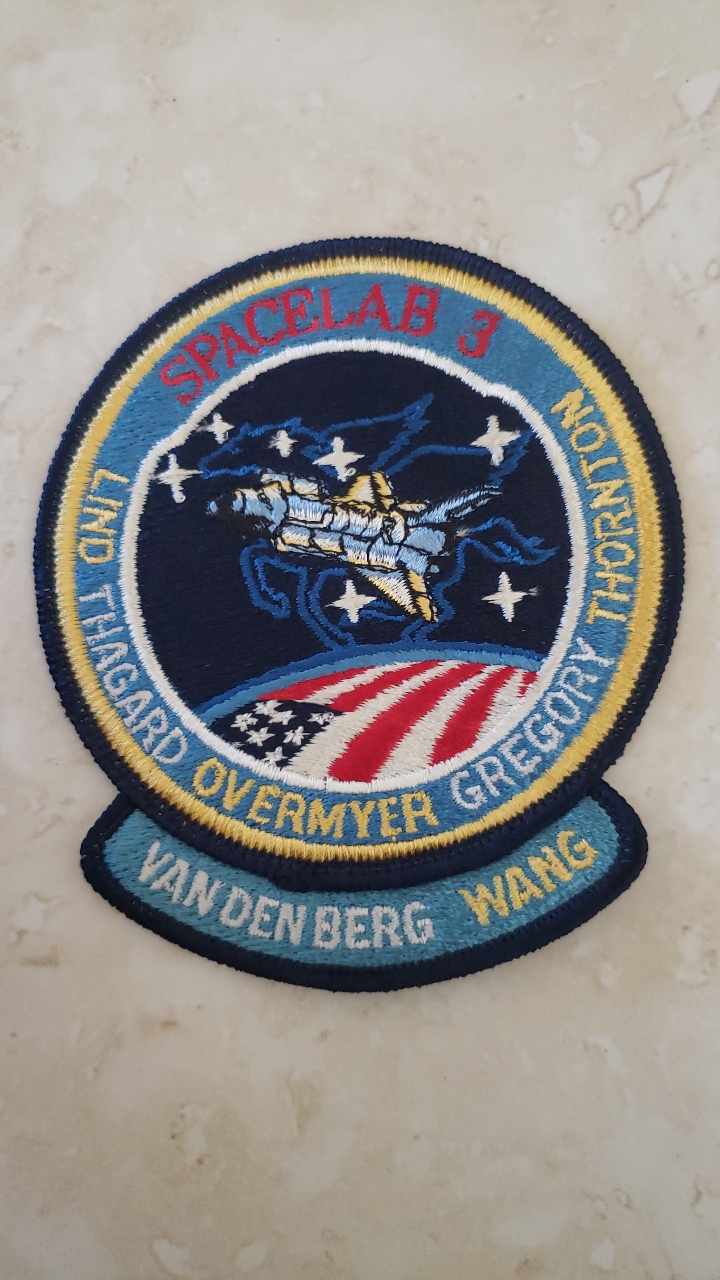 SPACELAB 3
LIND THAGARD OVERMYER GREGORY THORNTON
VAN DEN BERG WANG